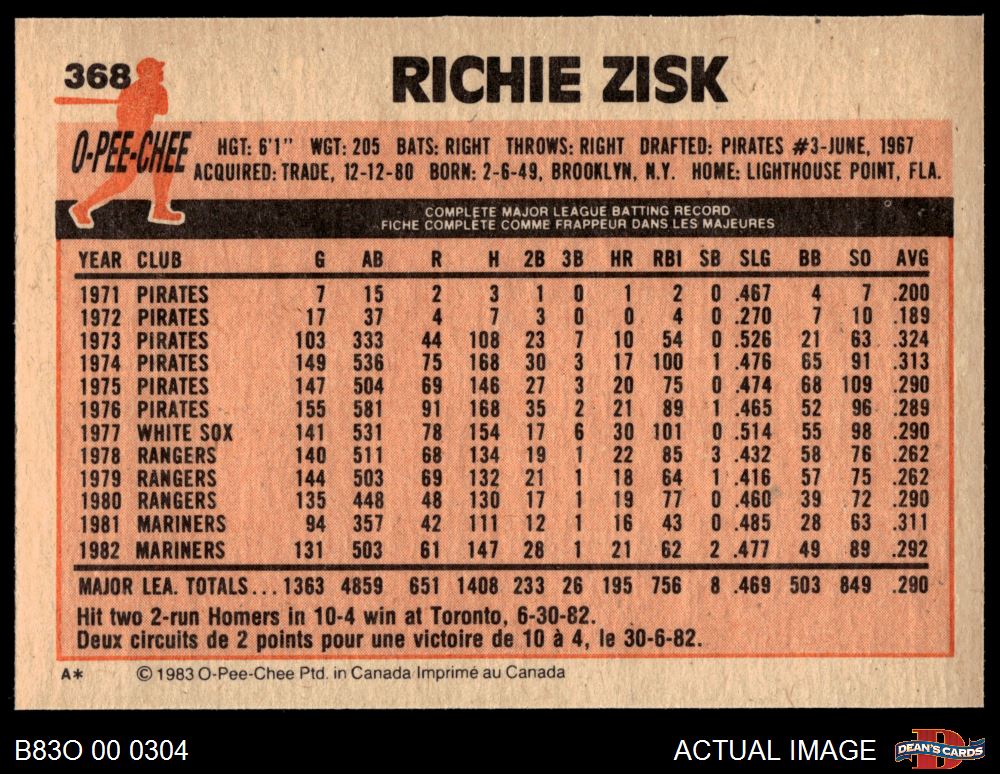 368
RICHIE ZISK
O-PEE-CHEE
HGT: 6'1" WGT: 205 BATS: RIGHT THROWS: RIGHT DRAFTED: PIRATES #3-JUNE, 1967
ACQUIRED: TRADE, 12-12-80 BORN: 2-6-49, BROOKLYN, N.Y. HOME: LIGHTHOUSE POINT, FLA.
COMPLETE MAJOR LEAGUE BATTING RECORD
FICHE COMPLETE COMME FRAPPEUR DANS LES MAJEURES
YEAR CLUB G AB R H 2B 3B HR RBI SB SLG BB SO AVG
1971 PIRATES 7 15 2 3 1 0 1 2 0 .467 4 7 .200
1972 PIRATES 17 37 4 7 3 0 0 4 0 .270 7 10 .189
1973 PIRATES 103 333 44 108 23 7 10 54 0 .526 21 63 .324
1974 PIRATES 149 536 75 168 30 3 17 100 1 .476 65 91 .313
1975 PIRATES 147 504 69 146 27 3 20 75 0 .474 68 109 .290
1976 PIRATES 155 581 91 168 35 2 21 89 1 .465 52 96 .289
1977 WHITE SOX 141 531 78 154 17 6 30 101 0 .514 55 98 .290
1978 RANGERS 140 511 68 134 19 1 22 85 3 .432 58 76 .262
1979 RANGERS 144 503 69 132 21 1 18 64 1 .416 57 75 .262
1980 RANGERS 135 448 48 130 17 1 19 77 0 .460 39 72 .290
1981 MARINERS 94 357 42 111 12 1 16 43 0 .485 28 63 .311
1982 MARINERS 131 503 61 147 28 1 21 62 2 .477 49 89 .292
MAJOR LEA. TOTALS... 1363 4859 651 1408 233 26 195 756 8 .469 503 849 .290
Hit two 2-run Homers in 10-4 win at Toronto, 6-30-82.
Deux circuits de 2 points pour une victoire de 10 à 4, le 30-6-82.
A* © 1983 O-Pee-Chee Ptd. in Canada Imprimé au Canada
B83O 00 0304
ACTUAL IMAGE
DEAN'S CARDS